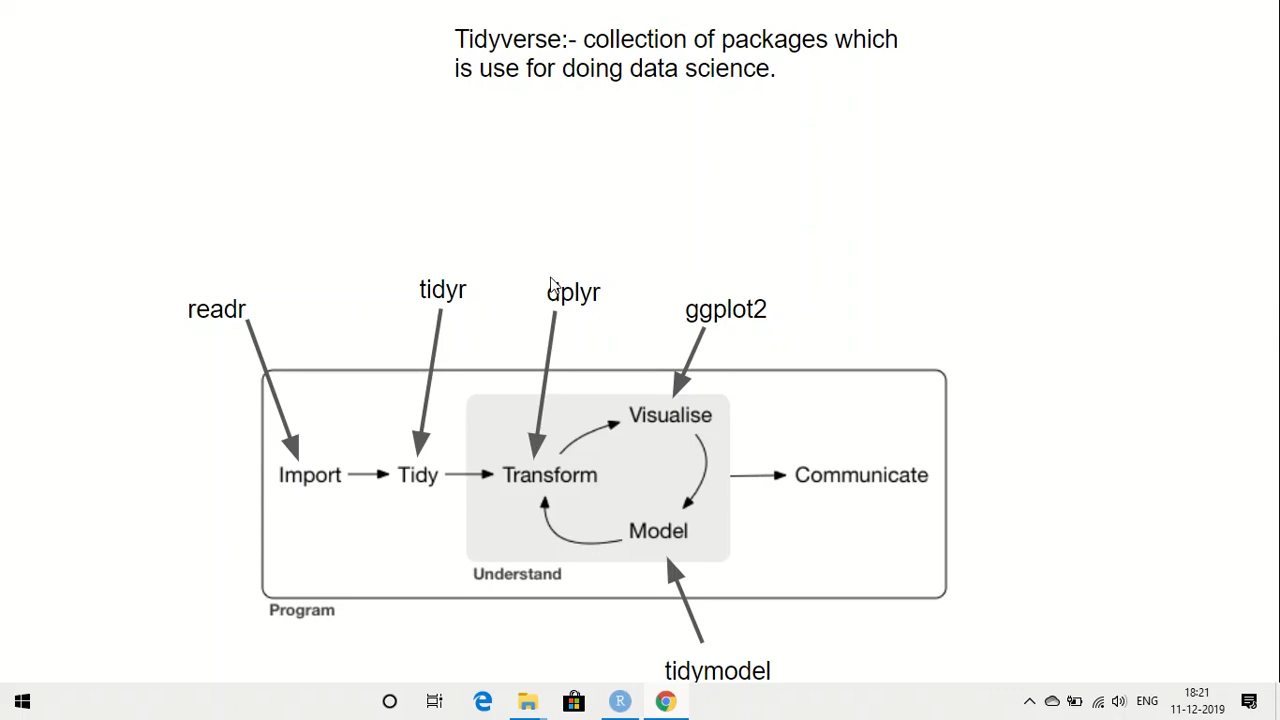 Tidyverse:- collection of packages which
is use for doing data science.
tidyr
dplyr
readr
ggplot2
Visualise
Import
Tidy
Transform
Communicate
Model
Understand
Program
tidymodel
ENG
18:21
11-12-2019